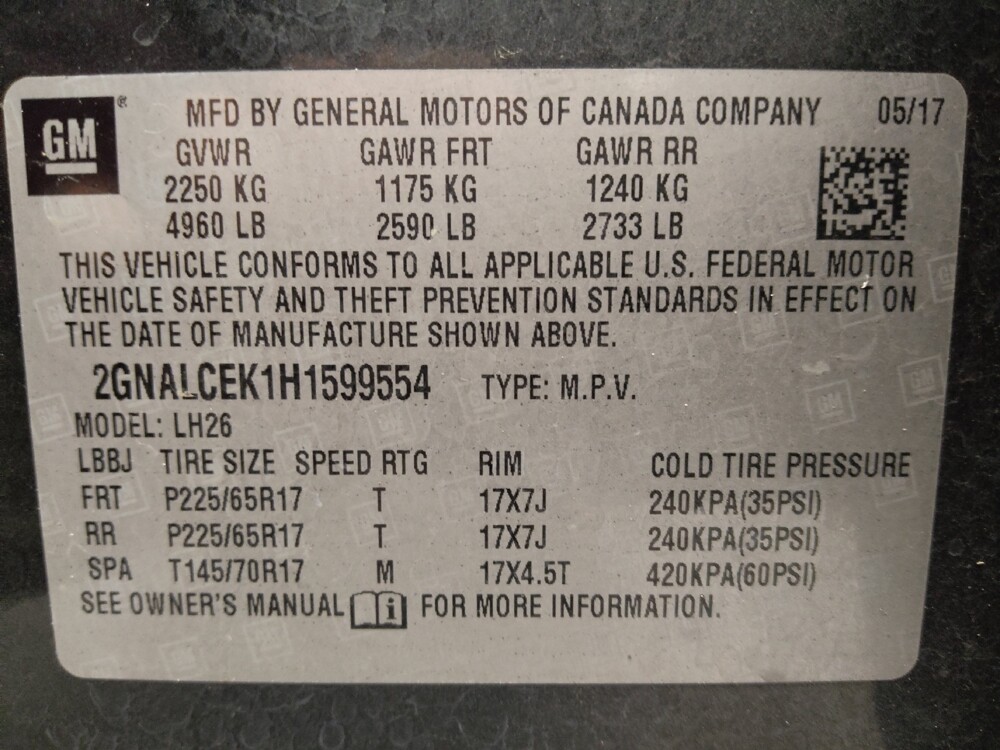 GM® MFD BY GENERAL MOTORS OF CANADA COMPANY 05/17
GVWR GAWR FRT GAWR RR
2250 KG 1175 KG 1240 KG
4960 LB 2590 LB 2733 LB
THIS VEHICLE CONFORMS TO ALL APPLICABLE U.S. FEDERAL MOTOR
VEHICLE SAFETY AND THEFT PREVENTION STANDARDS IN EFFECT ON
THE DATE OF MANUFACTURE SHOWN ABOVE.
2GNALCEK1H1599554 TYPE: M.P.V.
MODEL: LH26
LBBJ TIRE SIZE SPEED RTG RIM COLD TIRE PRESSURE
FRT P225/65R17 T 17X7J 240KPA(35PSI)
RR P225/65R17 T 17X7J 240KPA(35PSI)
SPA T145/70R17 M 17X4.5T 420KPA(60PSI)
SEE OWNER'S MANUAL i FOR MORE INFORMATION.